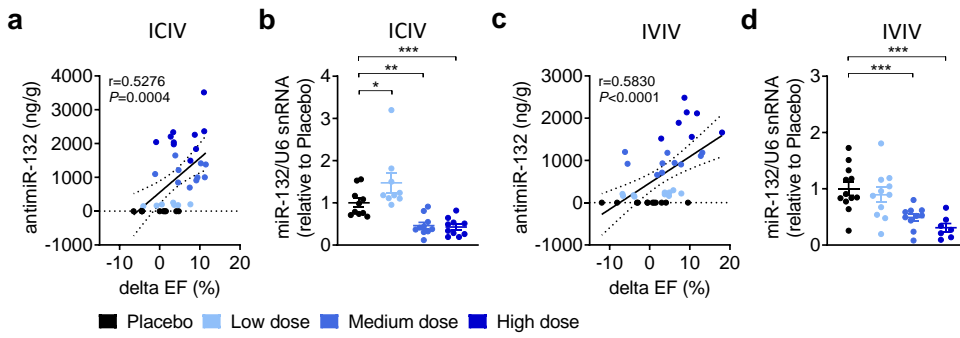 a
ICIV
r=0.5276
P=0.0004
antimiR-132 (ng/g)
4000
3000
2000
1000
0
-1000
-10
0
10
20
delta EF (%)
b
ICIV
***
**
*
miR-132/U6 snRNA
(relative to Placebo)
4
3
2
1
0
c
IVIV
r=0.5830
P<0.0001
antimiR-132 (ng/g)
3000
2000
1000
0
-1000
-10
0
10
20
delta EF (%)
d
IVIV
***
***
miR-132/U6 snRNA
(relative to Placebo)
3
2
1
0
Placebo
Low dose
Medium dose
High dose